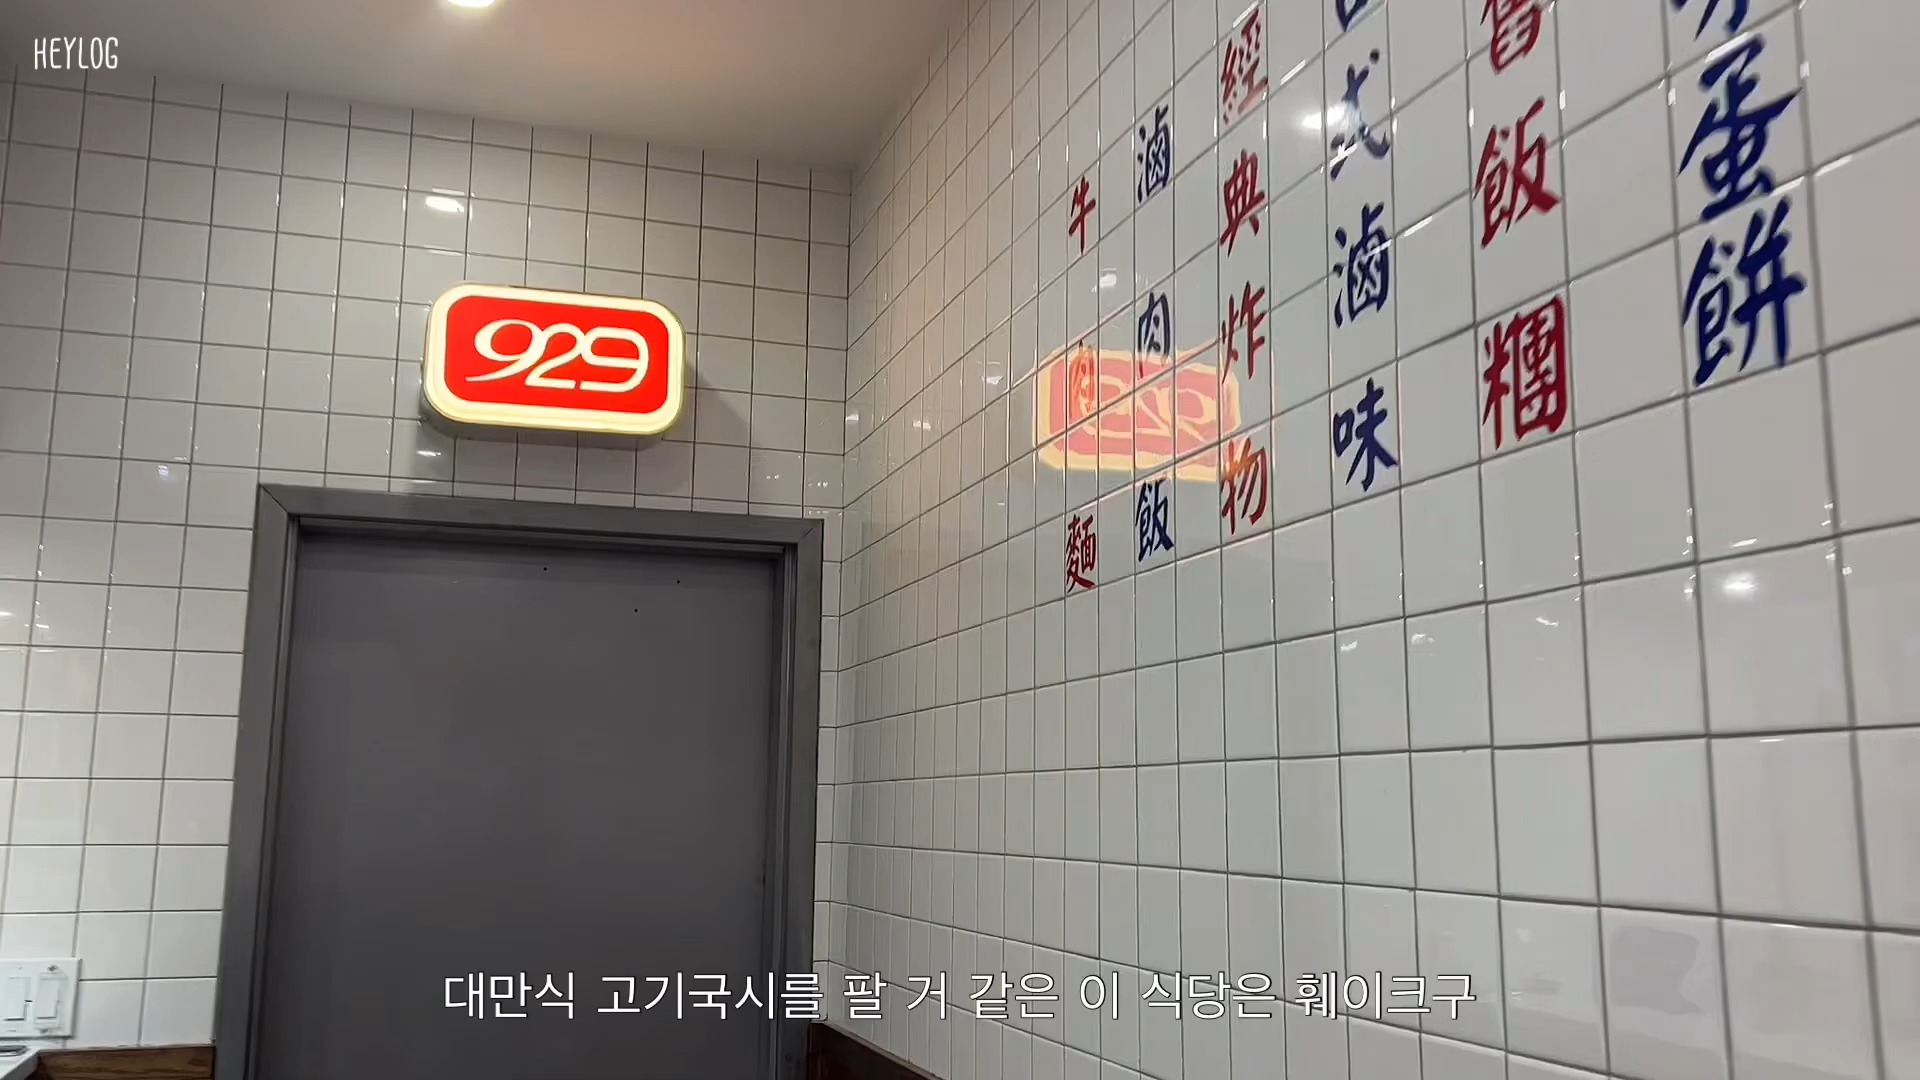 HEYLOG
929
牛肉麵
滷肉飯
經典炸物
式滷味
飯糰
蛋餅
대만식 고기국시를 팔 거 같은 이 식당은 훼이크구